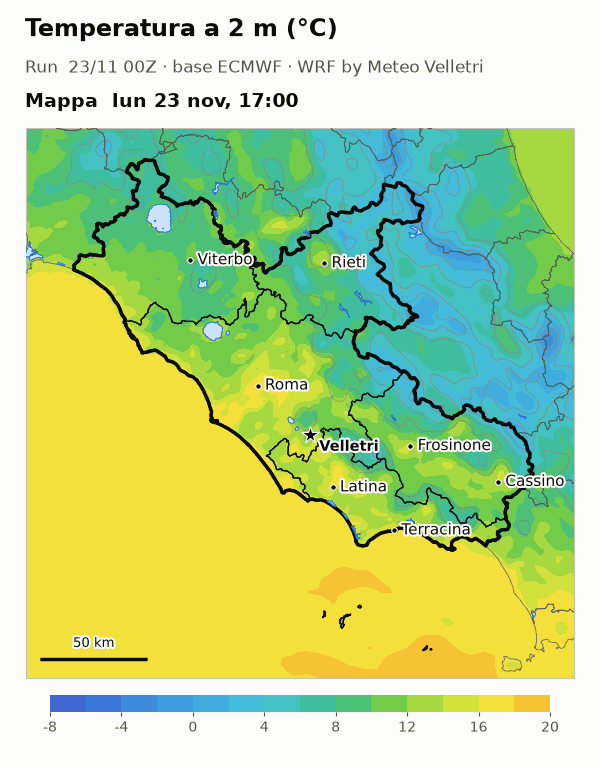 Temperatura a 2 m (°C)
Run  23/11 00Z · base ECMWF · WRF by Meteo Velletri
Mappa  lun 23 nov, 17:00
Viterbo
Rieti
Roma
Velletri
Frosinone
Cassino
Latina
Terracina
50 km
-8 -4 0 4 8 12 16 20